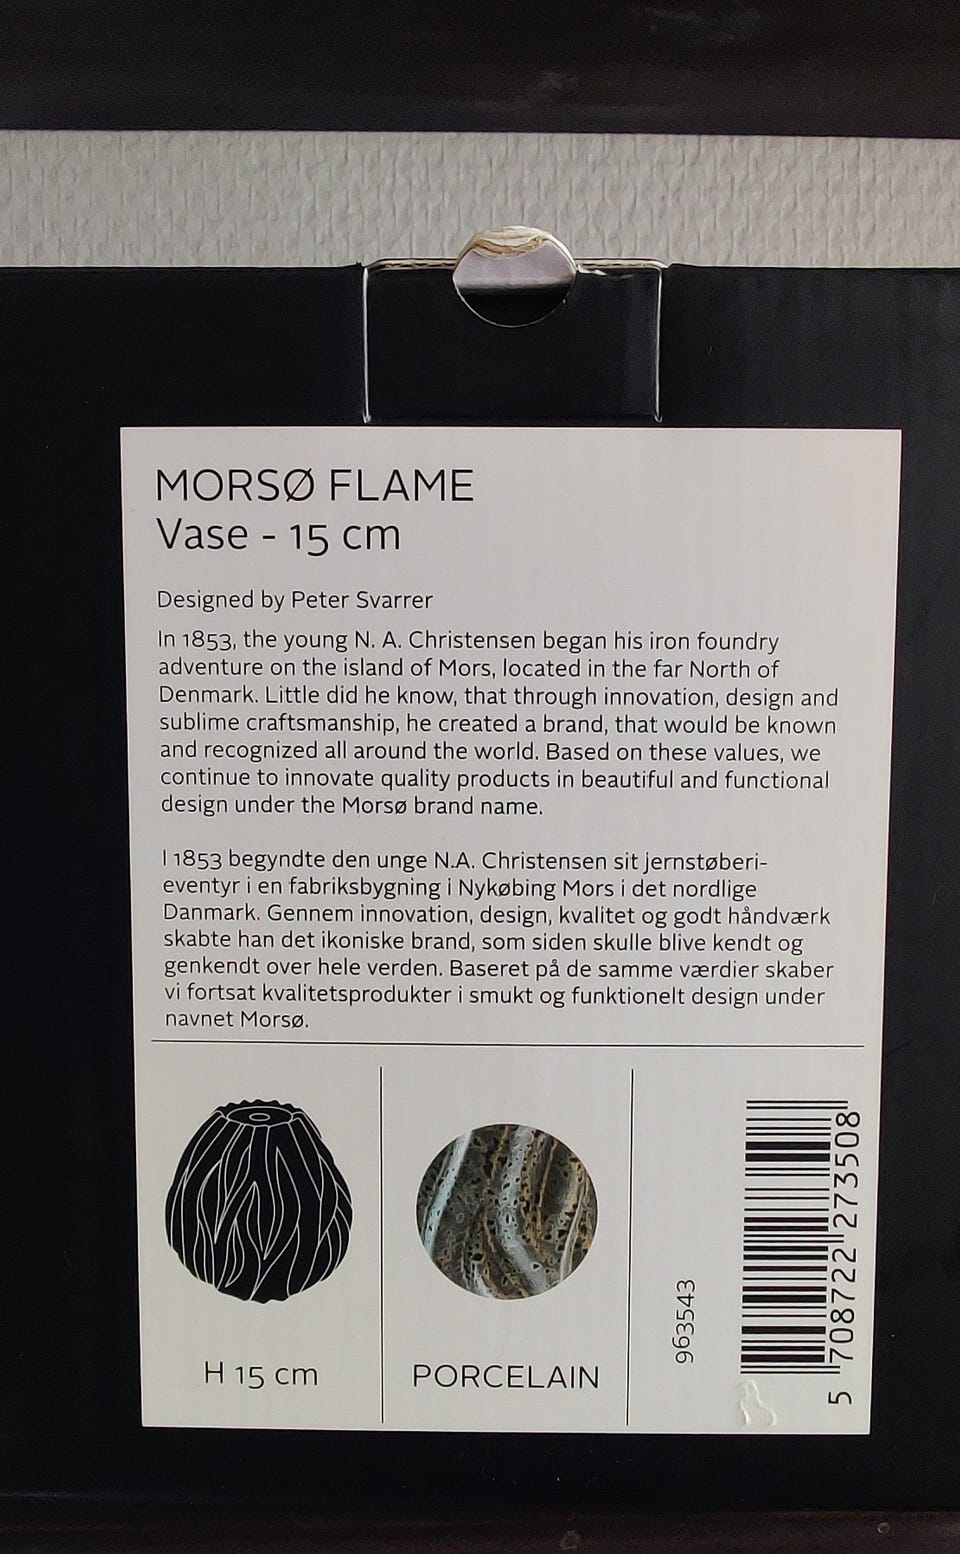 MORSØ FLAME
Vase - 15 cm
Designed by Peter Svarrer
In 1853, the young N. A. Christensen began his iron foundry
adventure on the island of Mors, located in the far North of
Denmark. Little did he know, that through innovation, design and
sublime craftsmanship, he created a brand, that would be known
and recognized all around the world. Based on these values, we
continue to innovate quality products in beautiful and functional
design under the Morsø brand name.
I 1853 begyndte den unge N.A. Christensen sit jernstøberi-
eventyr i en fabriksbygning i Nykøbing Mors i det nordlige
Danmark. Gennem innovation, design, kvalitet og godt håndværk
skabte han det ikoniske brand, som siden skulle blive kendt og
genkendt over hele verden. Baseret på de samme værdier skaber
vi fortsat kvalitetsprodukter i smukt og funktionelt design under
navnet Morsø.
H 15 cm
PORCELAIN
963543
5 708722 273508